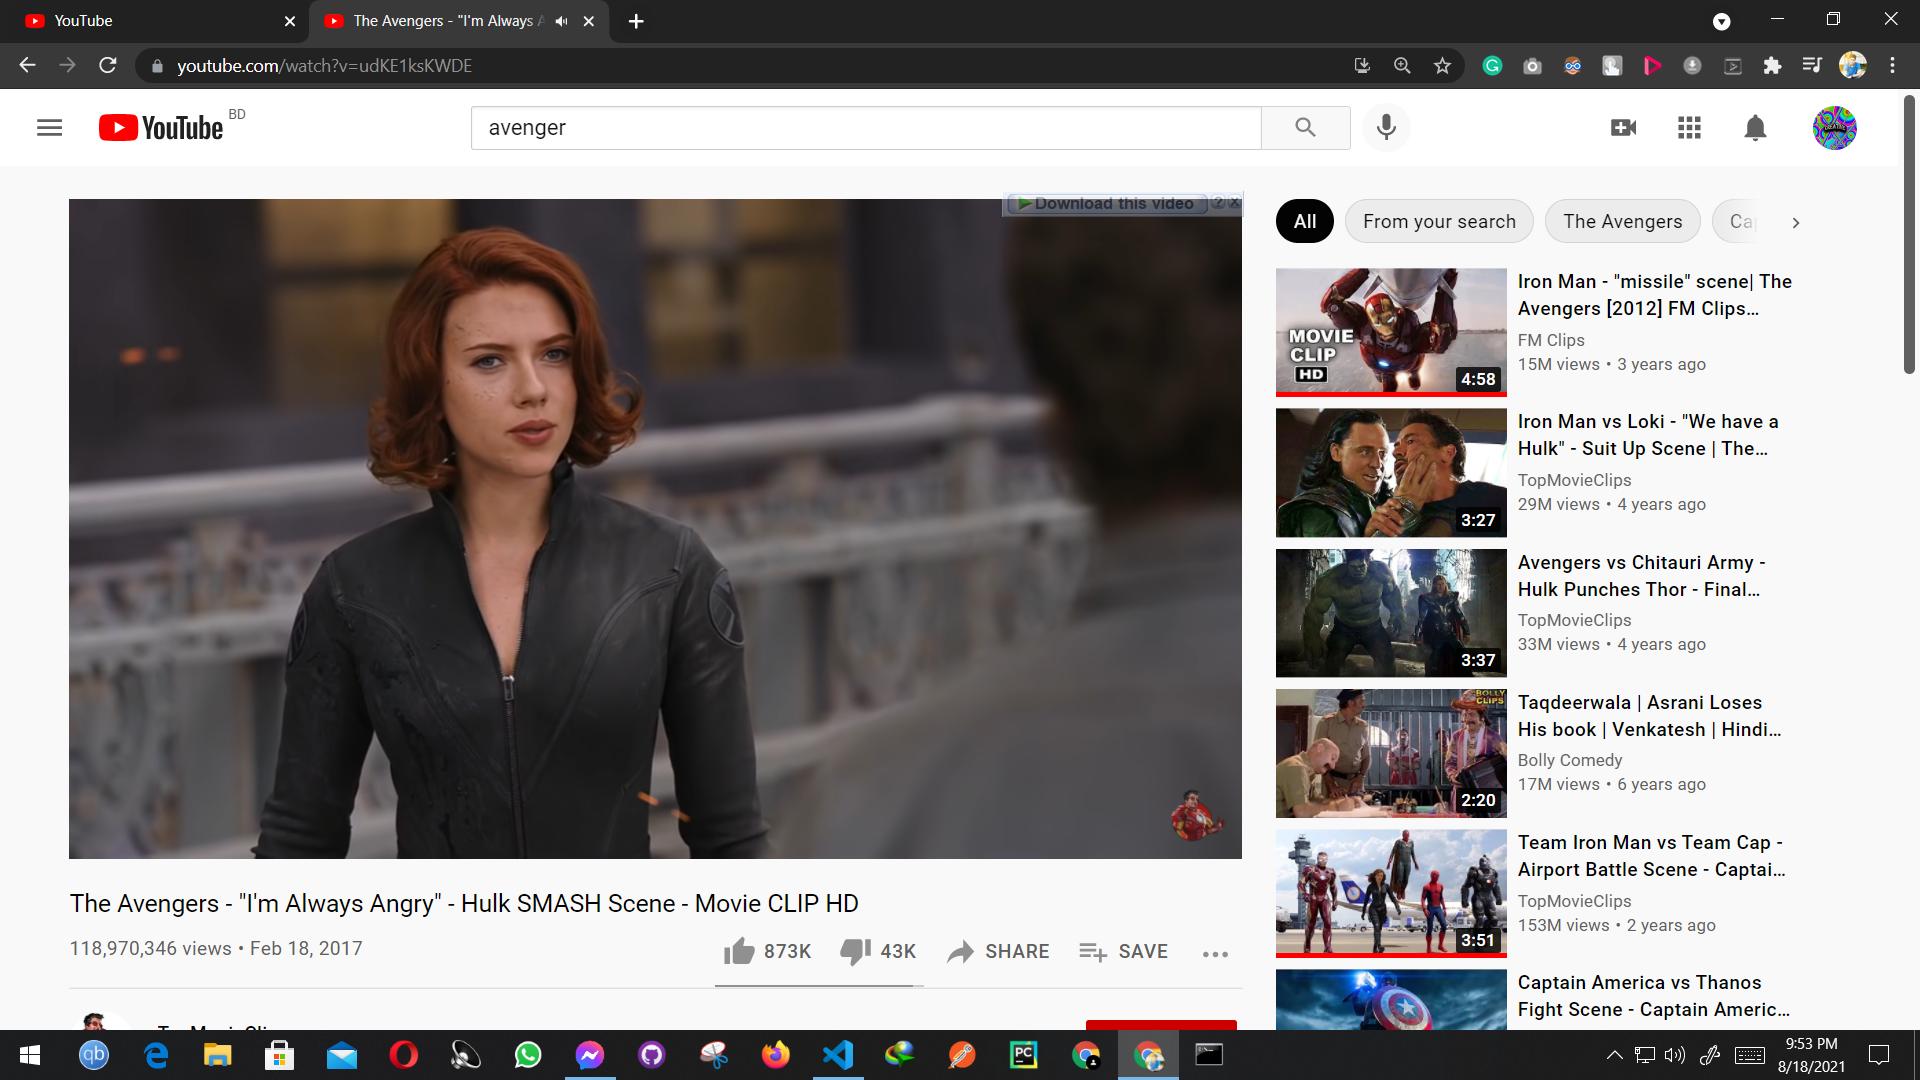 YouTube
The Avengers - "I'm Always A
youtube.com/watch?v=udKE1ksKWDE
YouTube BD
avenger
Download this video
All
From your search
The Avengers
Ca
MOVIE
CLIP
HD
4:58
Iron Man - "missile" scene| The
Avengers [2012] FM Clips...
FM Clips
15M views • 3 years ago
3:27
Iron Man vs Loki - "We have a
Hulk" - Suit Up Scene | The...
TopMovieClips
29M views • 4 years ago
3:37
Avengers vs Chitauri Army -
Hulk Punches Thor - Final...
TopMovieClips
33M views • 4 years ago
BOLLY
CLIPS
2:20
Taqdeerwala | Asrani Loses
His book | Venkatesh | Hindi...
Bolly Comedy
17M views • 6 years ago
3:51
Team Iron Man vs Team Cap -
Airport Battle Scene - Captai...
TopMovieClips
153M views • 2 years ago
Captain America vs Thanos
Fight Scene - Captain Americ...
The Avengers - "I'm Always Angry" - Hulk SMASH Scene - Movie CLIP HD
118,970,346 views • Feb 18, 2017
873K
43K
SHARE
SAVE
TopMovieClips
qb
PC
9:53 PM
8/18/2021